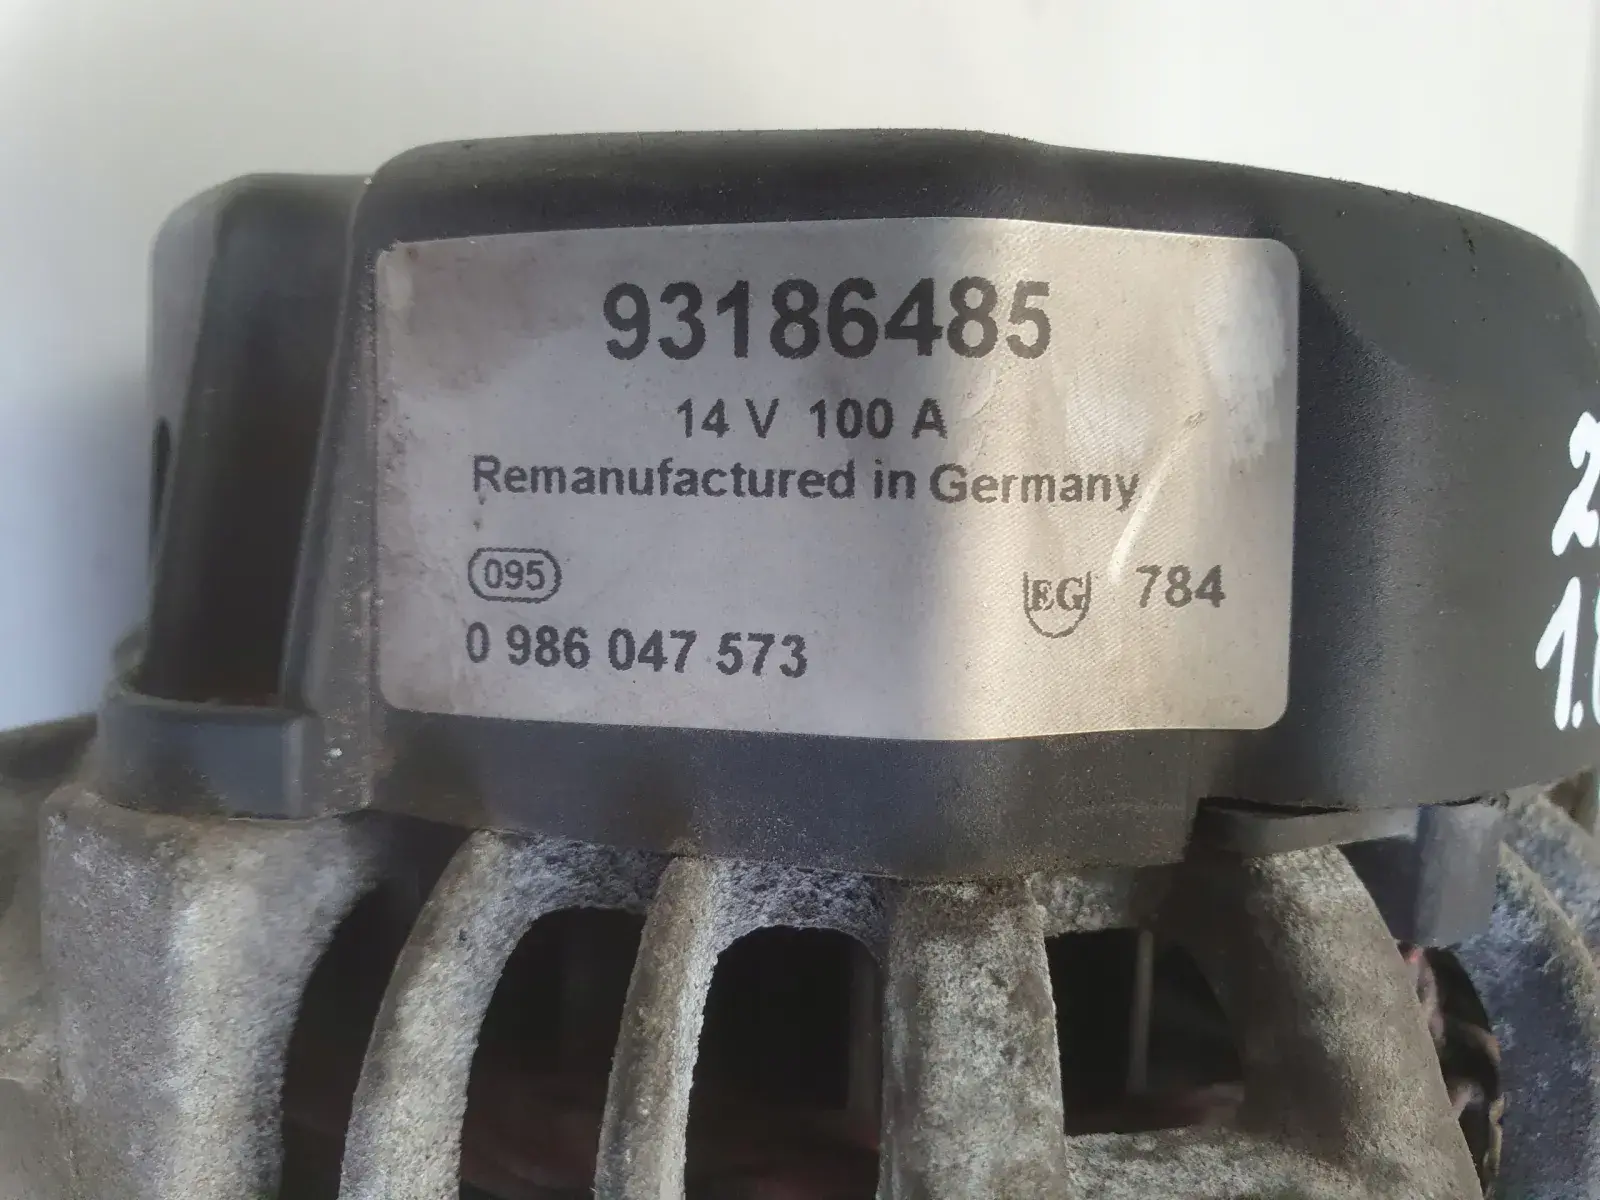 93186485
14 V 100 A
Remanufactured in Germany
095
EG 784
0 986 047 573